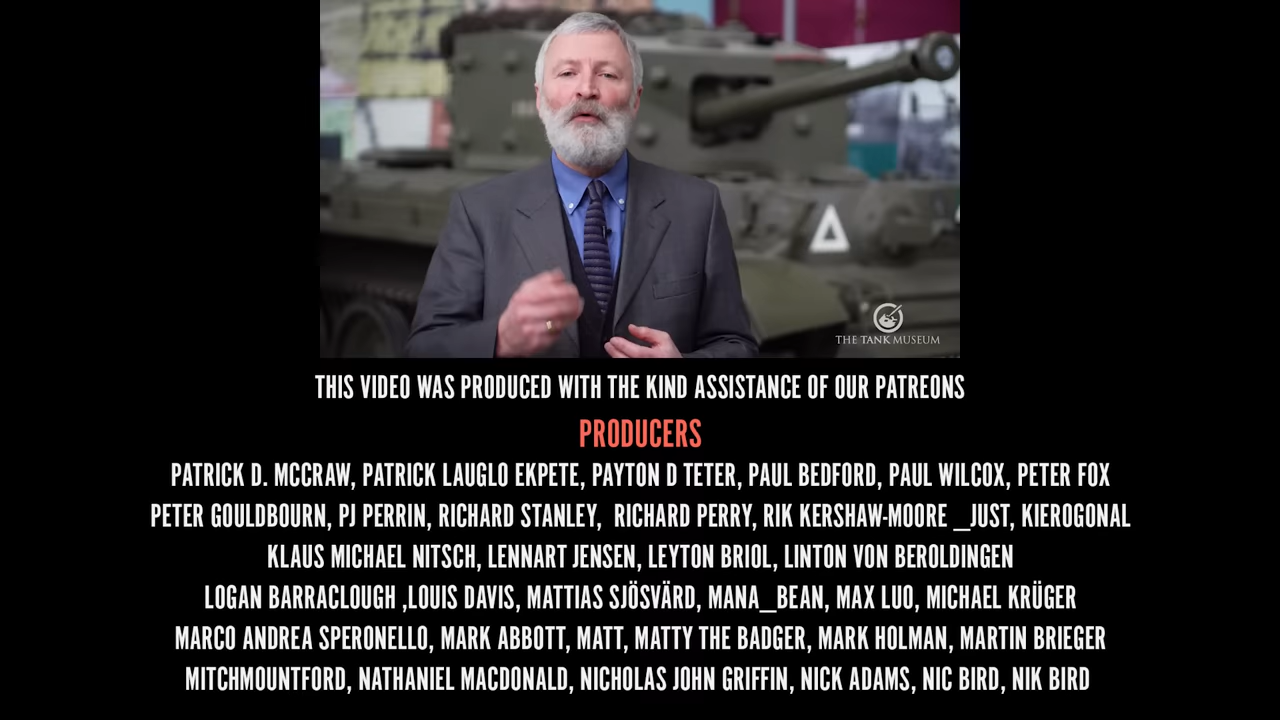 THE TANK MUSEUM
THIS VIDEO WAS PRODUCED WITH THE KIND ASSISTANCE OF OUR PATREONS
PRODUCERS
PATRICK D. MCCRAW, PATRICK LAUGLO EKPETE, PAYTON D TETER, PAUL BEDFORD, PAUL WILCOX, PETER FOX
PETER GOULDBOURN, PJ PERRIN, RICHARD STANLEY,  RICHARD PERRY, RIK KERSHAW-MOORE _JUST, KIEROGONAL
KLAUS MICHAEL NITSCH, LENNART JENSEN, LEYTON BRIOL, LINTON VON BEROLDINGEN
LOGAN BARRACLOUGH ,LOUIS DAVIS, MATTIAS SJÖSVÄRD, MANA_BEAN, MAX LUO, MICHAEL KRÜGER
MARCO ANDREA SPERONELLO, MARK ABBOTT, MATT, MATTY THE BADGER, MARK HOLMAN, MARTIN BRIEGER
MITCHMOUNTFORD, NATHANIEL MACDONALD, NICHOLAS JOHN GRIFFIN, NICK ADAMS, NIC BIRD, NIK BIRD